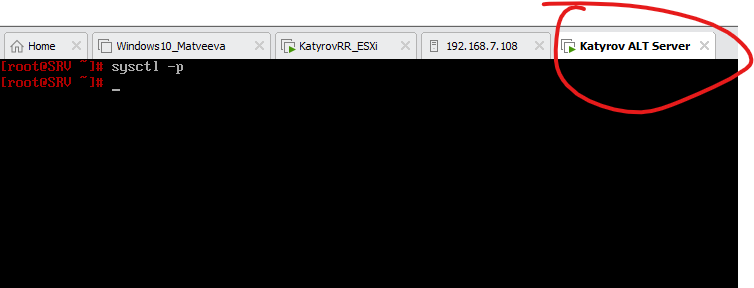 Home Windows10_Matveeva KatyrovRR_ESXi 192.168.7.108 Katyrov ALT Server
[root@SRV ~]# sysctl -p
[root@SRV ~]#